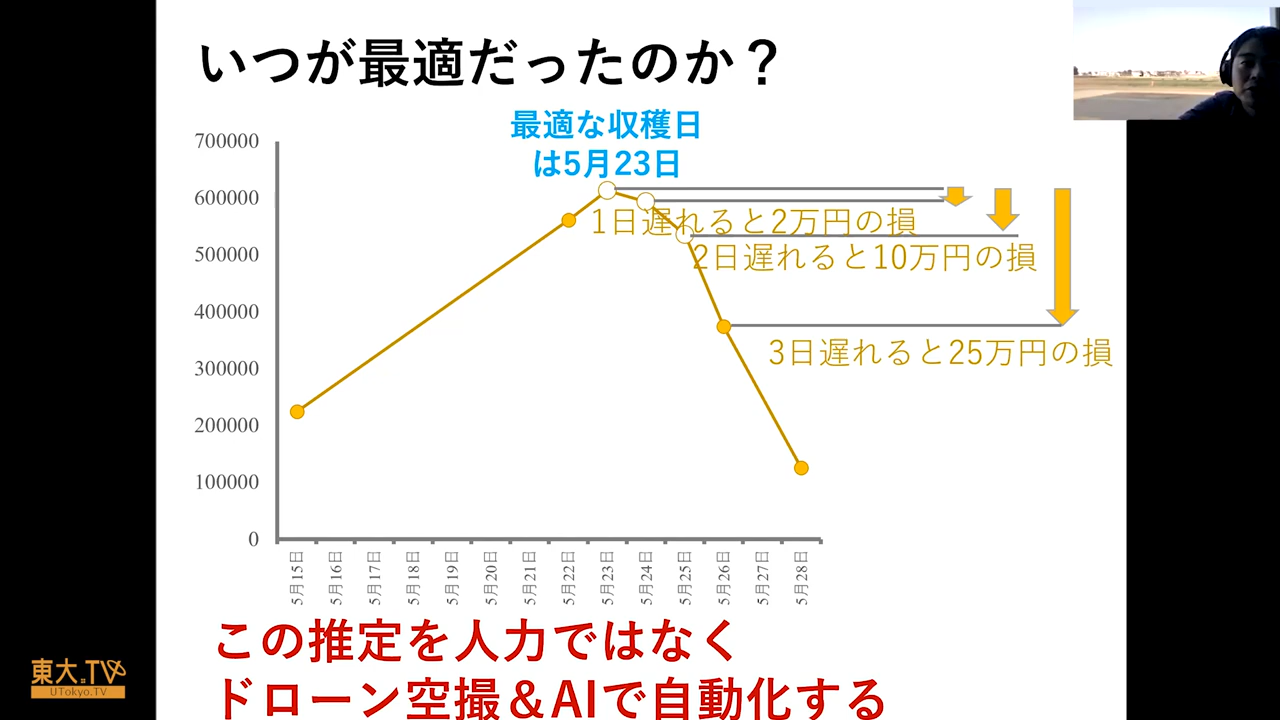 いつが最適だったのか？
最適な収穫日
は5月23日
700000
600000
500000
400000
300000
200000
100000
0
1日遅れると2万円の損
2日遅れると10万円の損
3日遅れると25万円の損
5月15日
5月16日
5月17日
5月18日
5月19日
5月20日
5月21日
5月22日
5月23日
5月24日
5月25日
5月26日
5月27日
5月28日
この推定を人力ではなく
ドローン空撮＆AIで自動化する
東大.TV
UTokyo.TV